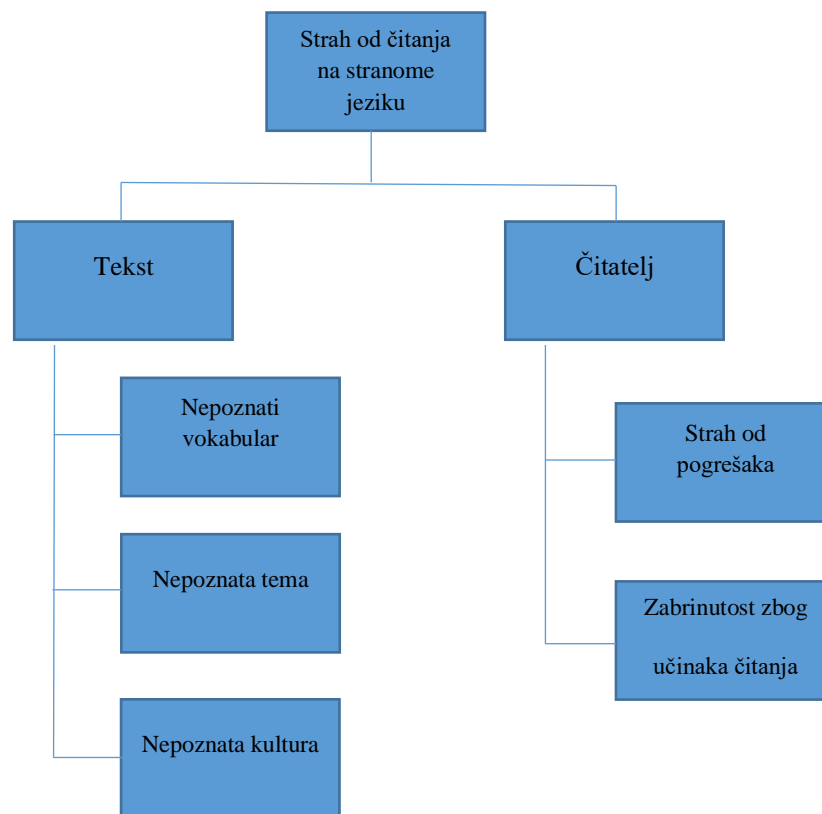 Strah od čitanja
na stranome
jeziku
Tekst
Čitatelj
Nepoznati
vokabular
Strah od
pogrešaka
Nepoznata tema
Zabrinutost zbog
učinaka čitanja
Nepoznata kultura